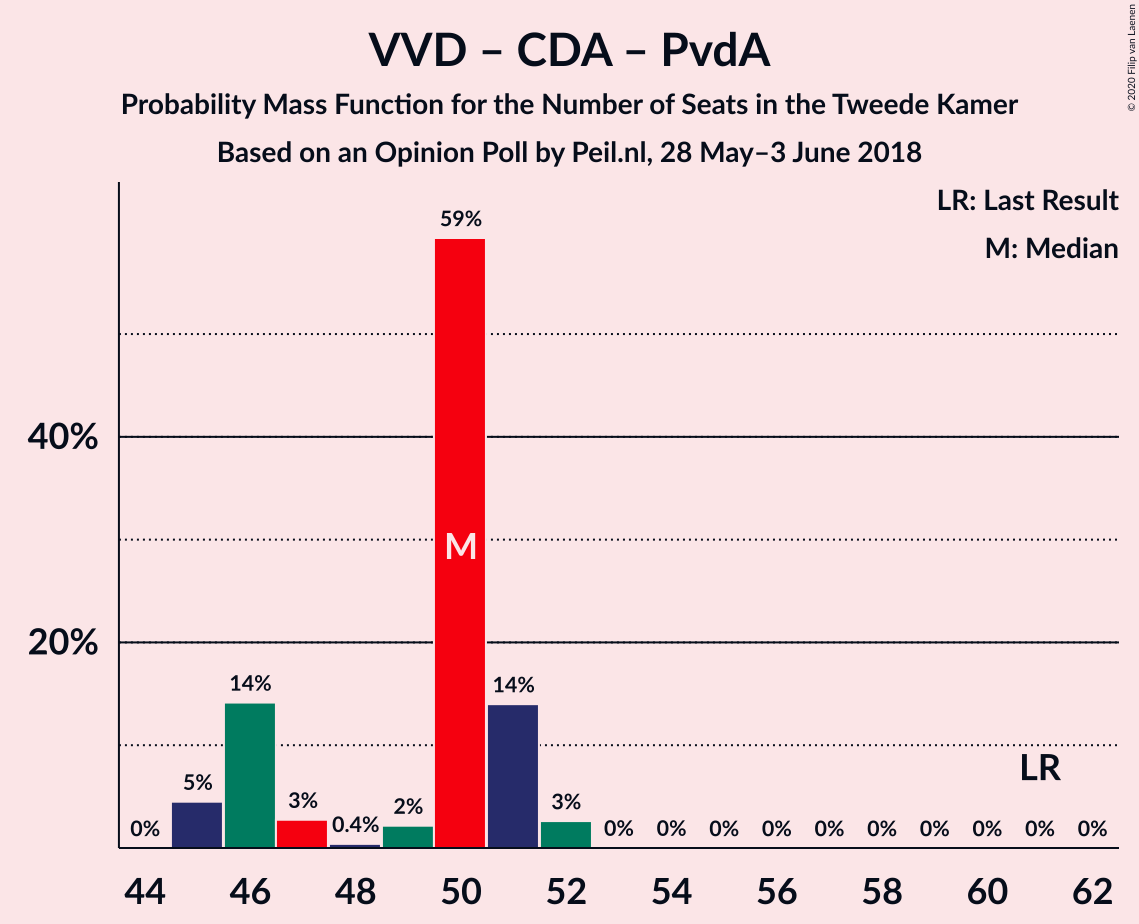 VVD – CDA – PvdA
Probability Mass Function for the Number of Seats in the Tweede Kamer
Based on an Opinion Poll by Peil.nl, 28 May–3 June 2018
© 2020 Filip van Laenen
LR: Last Result
M: Median
59%
40%
M
20%
14%
14%
LR
5%
3%
0.4%
2%
3%
0%
0%
0%
0%
0%
0%
0%
0%
0%
0%
0%
44 46 48 50 52 54 56 58 60 62